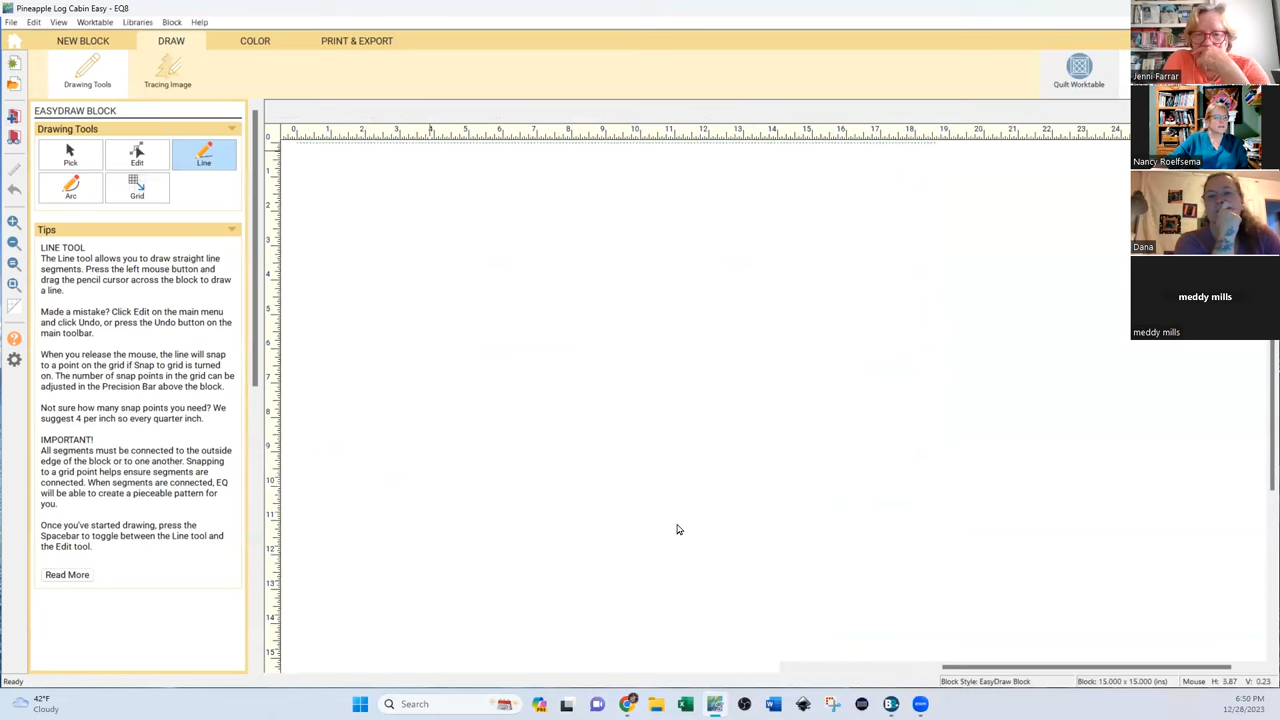 Pineapple Log Cabin Easy - EQ8
File Edit View Worktable Libraries Block Help
NEW BLOCK DRAW COLOR PRINT & EXPORT
Drawing Tools Tracing Image Quilt Worktable
EASYDRAW BLOCK
Drawing Tools
Pick Edit Line
Arc Grid
Tips
LINE TOOL
The Line tool allows you to draw straight line
segments. Press the left mouse button and
drag the pencil cursor across the block to draw
a line.
Made a mistake? Click Edit on the main menu
and click Undo, or press the Undo button on the
main toolbar.
When you release the mouse, the line will snap
to a point on the grid if Snap to grid is turned
on. The number of snap points in the grid can be
adjusted in the Precision Bar above the block.
Not sure how many snap points you need? We
suggest 4 per inch so every quarter inch.
IMPORTANT!
All segments must be connected to the outside
edge of the block or to one another. Snapping
to a grid point helps ensure segments are
connected. When segments are connected, EQ
will be able to create a pieceable pattern for
you.
Once you've started drawing, press the
Spacebar to toggle between the Line tool and
the Edit tool.
Read More
0 1 2 3 4 5 6 7 8 9 10 11 12 13 14 15 16 17 18 19 20 21 22 23 24
0
1
2
3
4
5
6
7
8
9
10
11
12
13
14
15
Jenni Farrar
Nancy Roelfsema
Dana
meddy mills
meddy mills
Ready
Block Style: EasyDraw Block Block: 15.000 x 15.000 (ins) Mouse H: 3.87 V: 0.23
42°F
Cloudy
Search
6:50 PM
12/28/2023